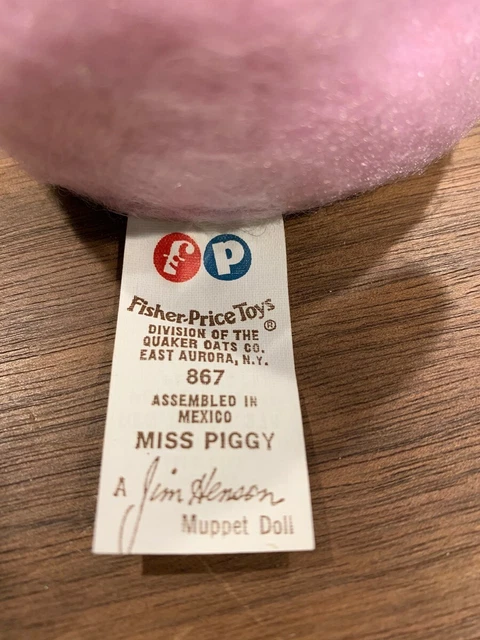 fp
Fisher-Price Toys
®
DIVISION OF THE
QUAKER OATS CO.
EAST AURORA, N.Y.
867
ASSEMBLED IN
MEXICO
MISS PIGGY
A Jim Henson
Muppet Doll